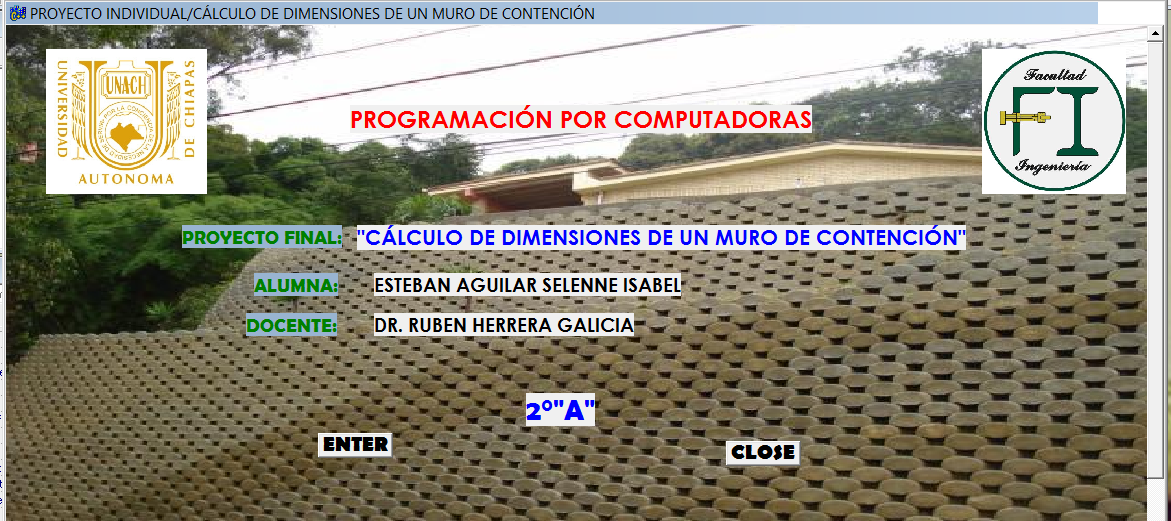 PROYECTO INDIVIDUAL/CÁLCULO DE DIMENSIONES DE UN MURO DE CONTENCIÓN
UNACH
UNIVERSIDAD
DE CHIAPAS
AUTONOMA
Facultad
FI
Ingeniería
PROGRAMACIÓN POR COMPUTADORAS
PROYECTO FINAL: "CÁLCULO DE DIMENSIONES DE UN MURO DE CONTENCIÓN"
ALUMNA: ESTEBAN AGUILAR SELENNE ISABEL
DOCENTE: DR. RUBEN HERRERA GALICIA
2°"A"
ENTER
CLOSE